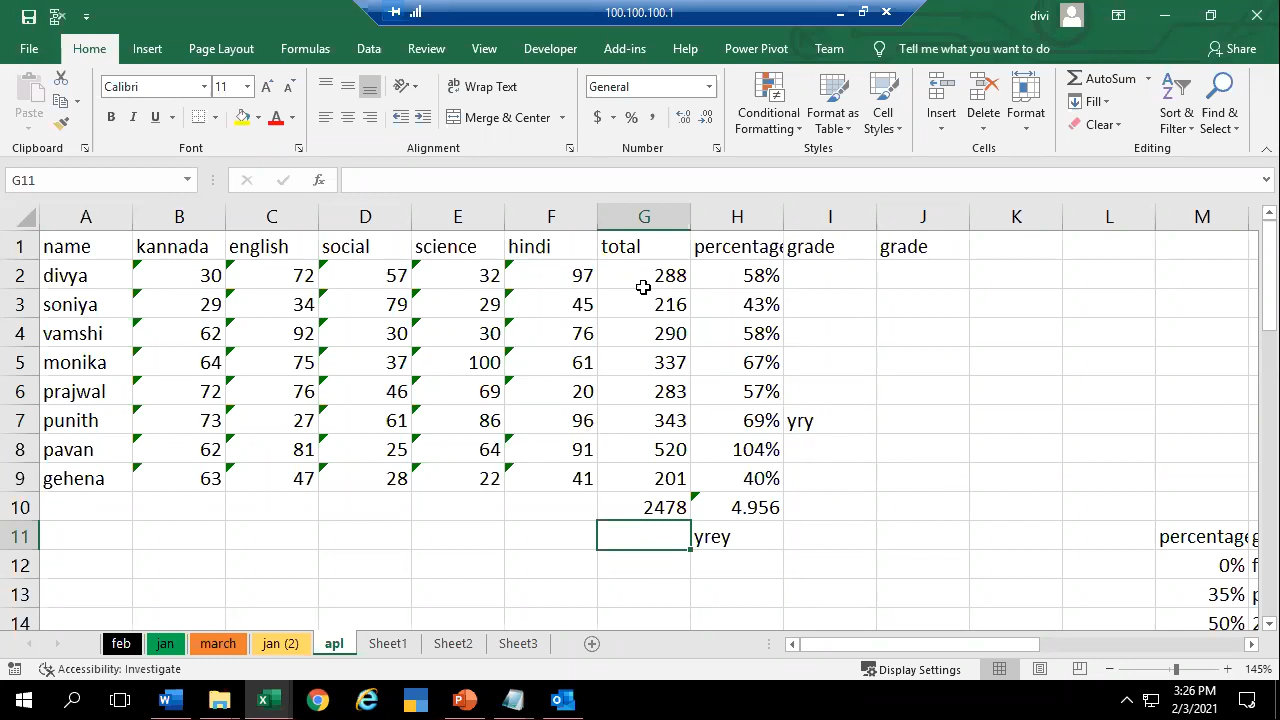 100.100.100.1
divi
File Home Insert Page Layout Formulas Data Review View Developer Add-ins Help Power Pivot Team Tell me what you want to do Share
Paste
Calibri 11
B I U
Wrap Text
Merge & Center
General
$ % ,
Conditional Formatting
Format as Table
Cell Styles
Insert
Delete
Format
AutoSum
Fill
Clear
Sort & Filter
Find & Select
Clipboard Font Alignment Number Styles Cells Editing
G11 fx
A B C D E F G H I J K L M
1 name kannada english social science hindi total percentage grade grade
2 divya 30 72 57 32 97 288 58%
3 soniya 29 34 79 29 45 216 43%
4 vamshi 62 92 30 30 76 290 58%
5 monika 64 75 37 100 61 337 67%
6 prajwal 72 76 46 69 20 283 57%
7 punith 73 27 61 86 96 343 69% yry
8 pavan 62 81 25 64 91 520 104%
9 gehena 63 47 28 22 41 201 40%
10 2478 4.956
11 yrey percentage
12 0%
13 35%
14 50%
feb jan march jan (2) apl Sheet1 Sheet2 Sheet3
Accessibility: Investigate Display Settings 145%
3:26 PM
2/3/2021